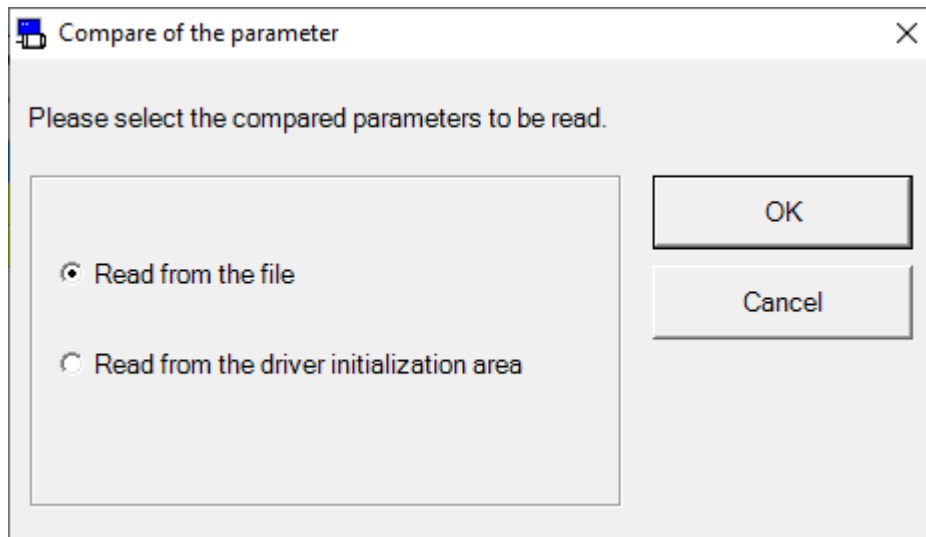 Compare of the parameter
Please select the compared parameters to be read.
OK
Read from the file
Cancel
Read from the driver initialization area